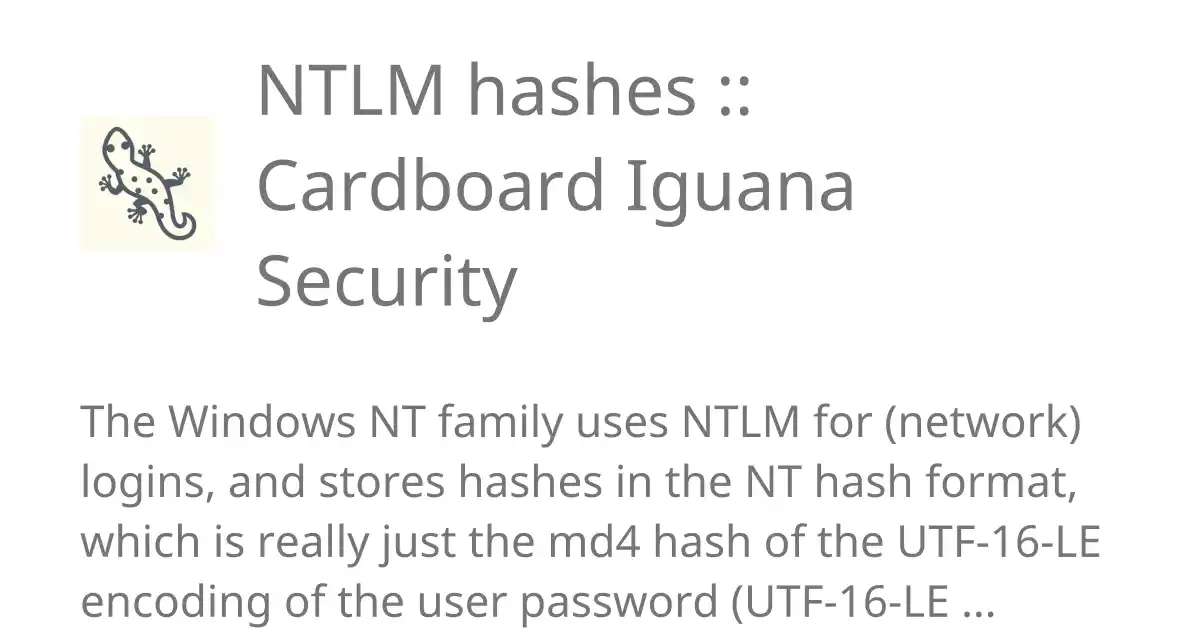 NTLM hashes ::
Cardboard Iguana
Security
The Windows NT family uses NTLM for (network)
logins, and stores hashes in the NT hash format,
which is really just the md4 hash of the UTF-16-LE
encoding of the user password (UTF-16-LE ...